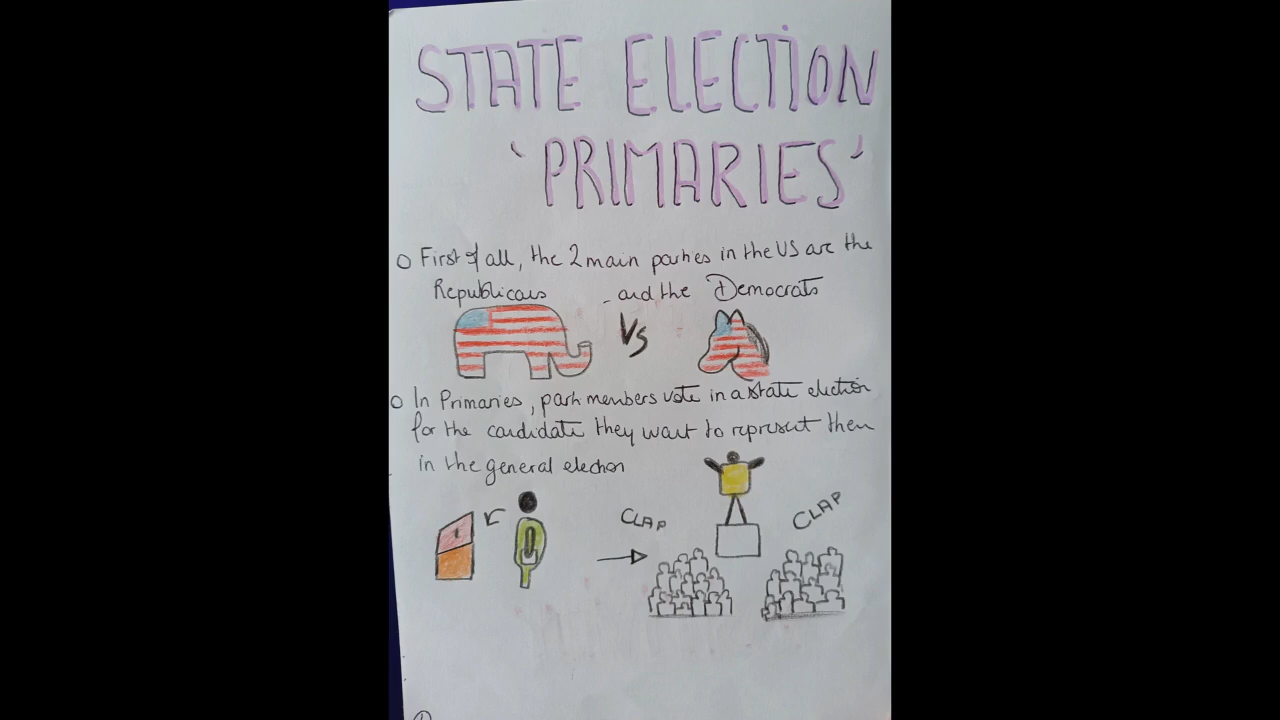 STATE ELECTION
'PRIMARIES'
First of all, the 2 main parties in the US are the
Republicans and the Democrats
Vs
In Primaries, party members vote in a state election
for the candidate they want to represent them
in the general election
CLAP
CLAP